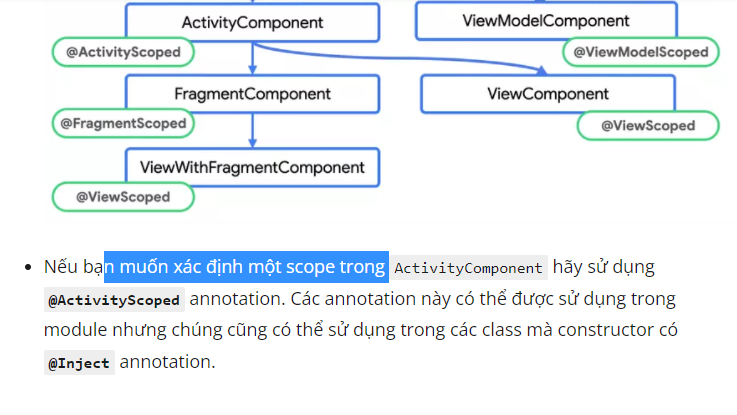 ActivityComponent
ViewModelComponent
@ActivityScoped
@ViewModelScoped
FragmentComponent
ViewComponent
@FragmentScoped
@ViewScoped
ViewWithFragmentComponent
@ViewScoped
Nếu bạn muốn xác định một scope trong ActivityComponent hãy sử dụng
@ActivityScoped annotation. Các annotation này có thể được sử dụng trong
module nhưng chúng cũng có thể sử dụng trong các class mà constructor có
@Inject annotation.